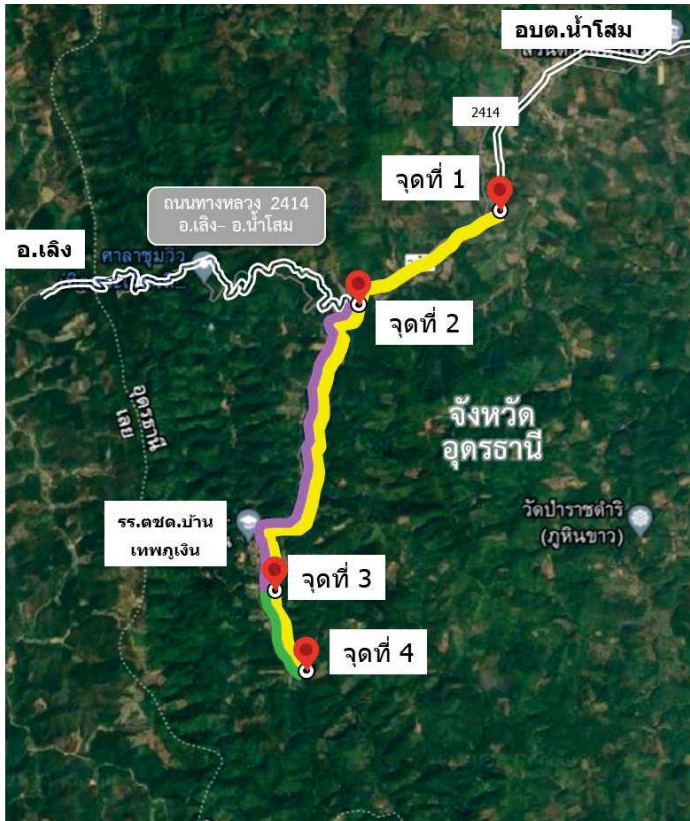 อบต.น้ำโสม
2414
จุดที่ 1
ถนนทางหลวง 2414
อ.เลิง– อ.น้ำโสม
อ.เลิง
ศาลาชมวิว
จุดที่ 2
อุดรธานี
เลย
จังหวัด
อุดรธานี
รร.ตชด.บ้าน
เทพภูเงิน
วัดป่าราชดำริ
(ภูหินขาว)
จุดที่ 3
จุดที่ 4